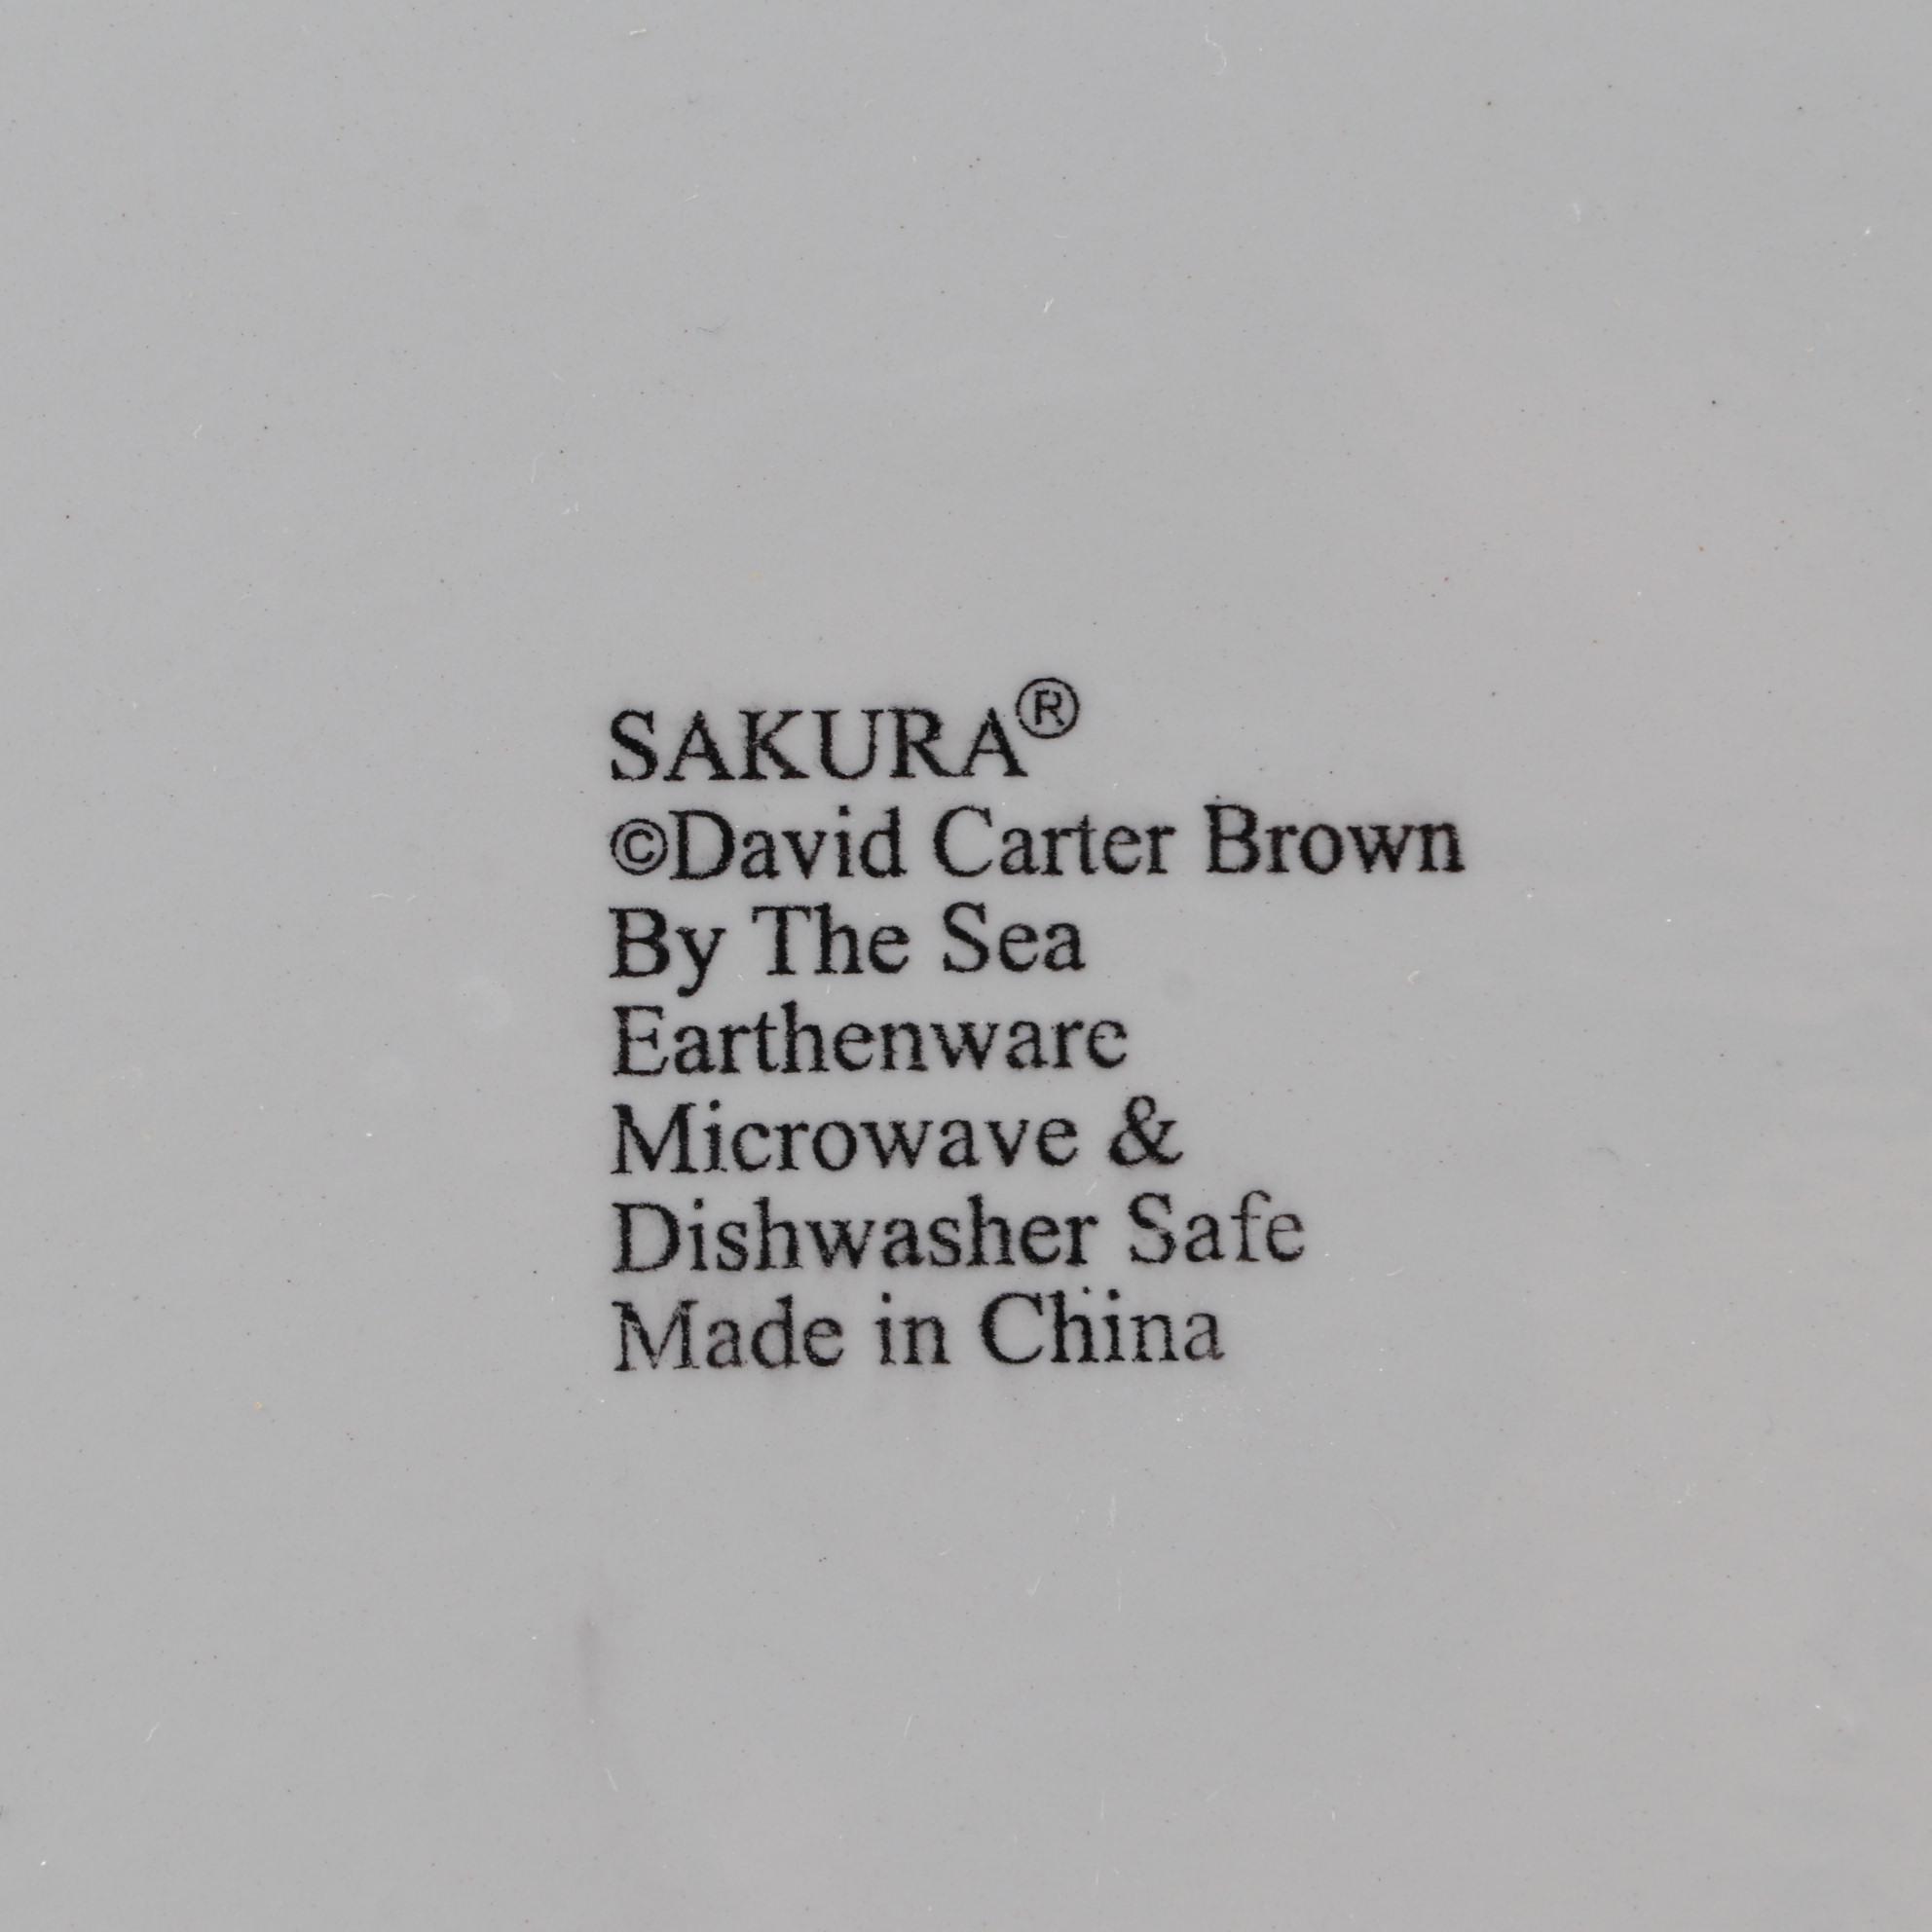 SAKURA®
©David Carter Brown
By The Sea
Earthenware
Microwave &
Dishwasher Safe
Made in China